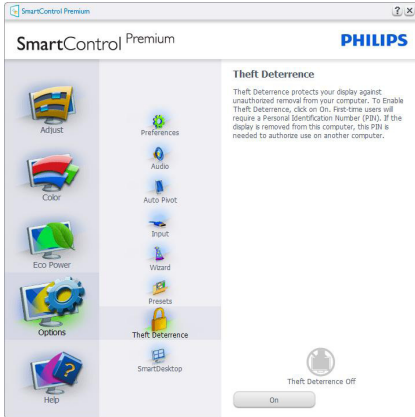 SmartControl Premium
? X
SmartControl Premium
PHILIPS
Adjust
Color
Eco Power
Options
Help
Preferences
Audio
Auto Pivot
Input
Wizard
Presets
Theft Deterrence
SmartDesktop
Theft Deterrence
Theft Deterrence protects your display against
unauthorized removal from your computer. To Enable
Theft Deterrence, click on On. First-time users will
require a Personal Identification Number (PIN). If the
display is removed from this computer, this PIN is
needed to authorize use on another computer.
Theft Deterrence Off
On